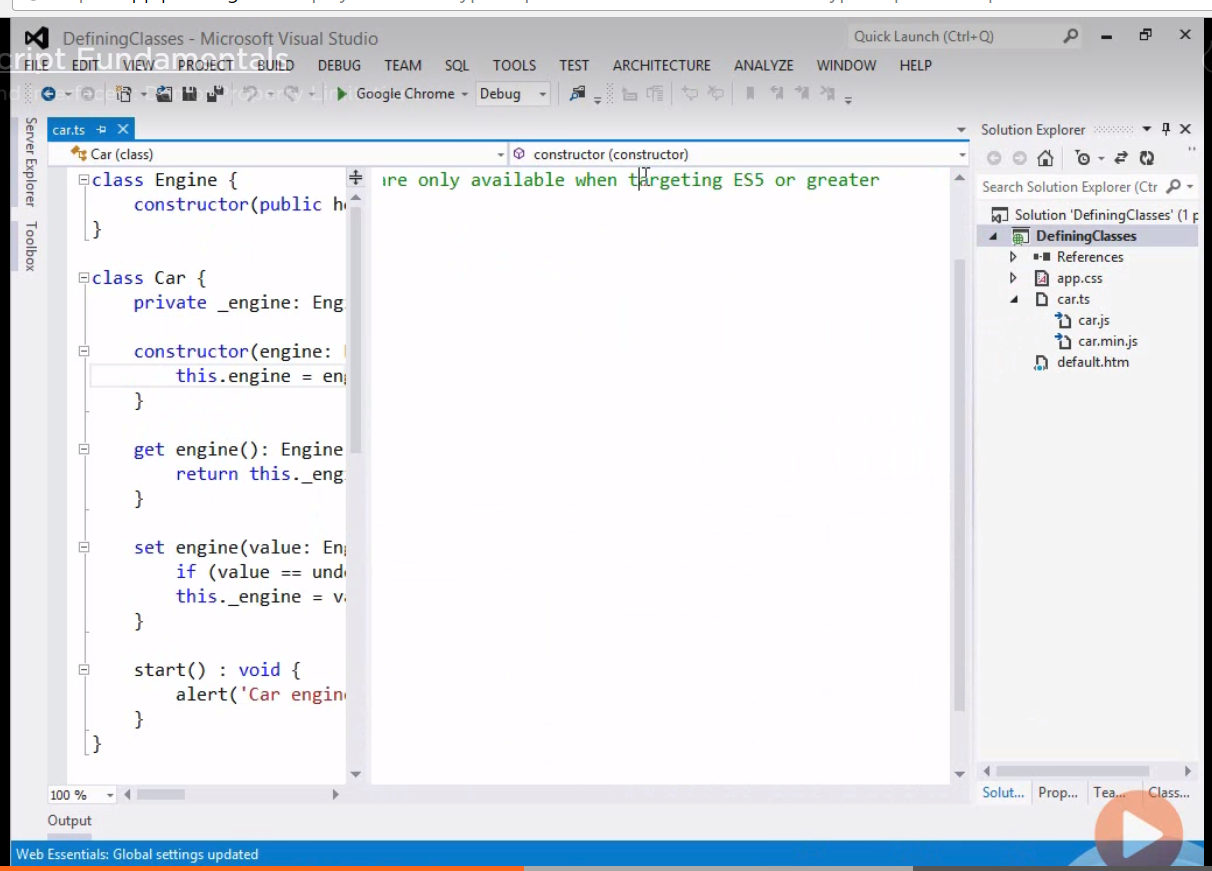 DefiningClasses - Microsoft Visual Studio
Quick Launch (Ctrl+Q)
cript Fundamentals
FILE EDIT VIEW PROJECT BUILD DEBUG TEAM SQL TOOLS TEST ARCHITECTURE ANALYZE WINDOW HELP
Google Chrome
Debug
Server Explorer
Toolbox
car.ts
Car (class)
constructor (constructor)
class Engine {
constructor(public h
}
class Car {
private _engine: Eng
constructor(engine:
this.engine = eng
}
get engine(): Engine
return this._eng
}
set engine(value: Eng
if (value == und
this._engine = v
}
start() : void {
alert('Car engin
}
}
are only available when targeting ES5 or greater
100 %
Output
Solution Explorer
Search Solution Explorer (Ctr
Solution 'DefiningClasses' (1 p
DefiningClasses
References
app.css
car.ts
car.js
car.min.js
default.htm
Solut... Prop... Tea... Class...
Web Essentials: Global settings updated